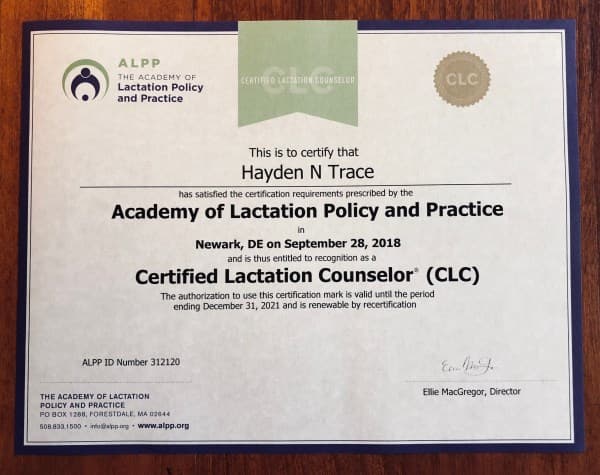 ALPP
THE ACADEMY OF
Lactation Policy
and Practice
CLC
CERTIFIED LACTATION COUNSELOR
CLC
This is to certify that
Hayden N Trace
has satisfied the certification requirements prescribed by the
Academy of Lactation Policy and Practice
in
Newark, DE on September 28, 2018
and is thus entitled to recognition as a
Certified Lactation Counselor® (CLC)
The authorization to use this certification mark is valid until the period
ending December 31, 2021 and is renewable by recertification
ALPP ID Number 312120
Ellie MacGregor, Director
THE ACADEMY OF LACTATION
POLICY AND PRACTICE
PO BOX 1288, FORESTDALE, MA 02644
508.833.1500 • info@alpp.org • www.alpp.org